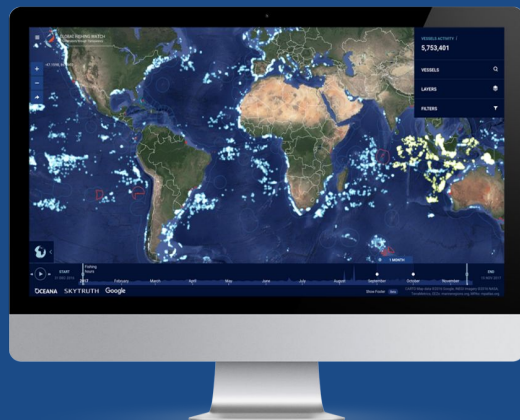 GLOBAL FISHING WATCH
VESSELS ACTIVITY
5,753,401
VESSELS
LAYERS
FILTERS
1 MONTH
START
Fishing
hours
END
2017
February
March
April
May
June
July
August
September
October
November
OCEANA SKYTRUTH Google